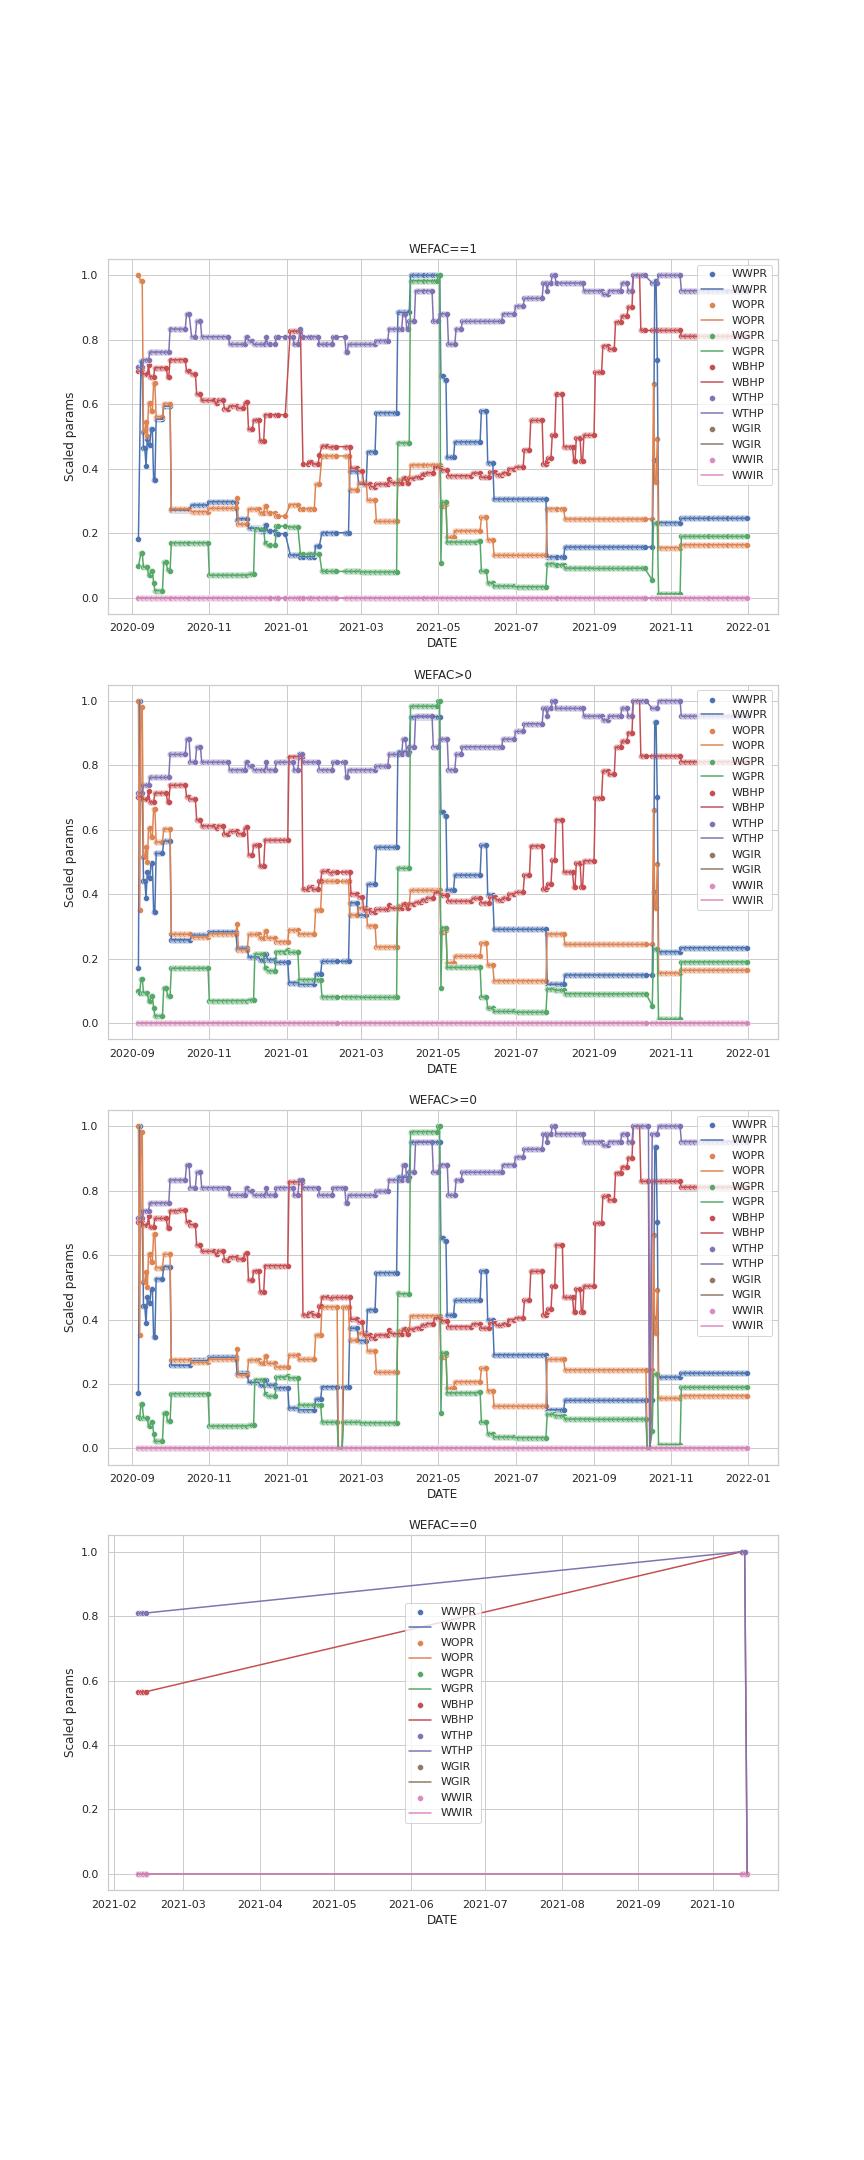 WEFAC==1
1.0
0.8
0.6
0.4
0.2
0.0
Scaled params
WWPR
WWPR
WOPR
WOPR
WGPR
WGPR
WBHP
WBHP
WTHP
WTHP
WGIR
WGIR
WWIR
WWIR
2020-09 2020-11 2021-01 2021-03 2021-05 2021-07 2021-09 2021-11 2022-01
DATE
WEFAC>0
1.0
0.8
0.6
0.4
0.2
0.0
Scaled params
WWPR
WWPR
WOPR
WOPR
WGPR
WGPR
WBHP
WBHP
WTHP
WTHP
WGIR
WGIR
WWIR
WWIR
2020-09 2020-11 2021-01 2021-03 2021-05 2021-07 2021-09 2021-11 2022-01
DATE
WEFAC>=0
1.0
0.8
0.6
0.4
0.2
0.0
Scaled params
WWPR
WWPR
WOPR
WOPR
WGPR
WGPR
WBHP
WBHP
WTHP
WTHP
WGIR
WGIR
WWIR
WWIR
2020-09 2020-11 2021-01 2021-03 2021-05 2021-07 2021-09 2021-11 2022-01
DATE
WEFAC==0
1.0
0.8
0.6
0.4
0.2
0.0
Scaled params
WWPR
WWPR
WOPR
WOPR
WGPR
WGPR
WBHP
WBHP
WTHP
WTHP
WGIR
WGIR
WWIR
WWIR
2021-02 2021-03 2021-04 2021-05 2021-06 2021-07 2021-08 2021-09 2021-10
DATE